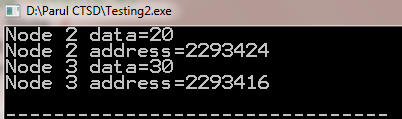 D:\Parul CTSD\Testing2.exe
Node 2 data=20
Node 2 address=2293424
Node 3 data=30
Node 3 address=2293416
--------------------------------